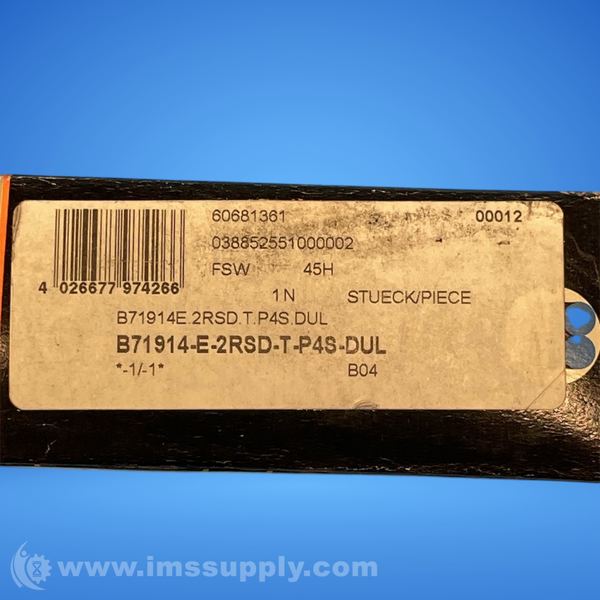 60681361 00012
038852551000002
FSW 45H
4 026677 974266
1 N STUECK/PIECE
B71914E.2RSD.T.P4S.DUL
B71914-E-2RSD-T-P4S-DUL
*-1/-1* B04
www.imssupply.com